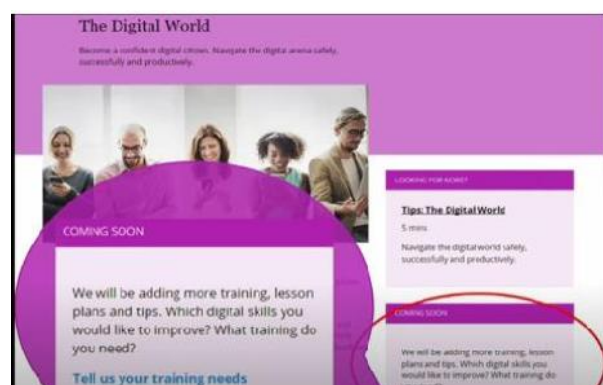 The Digital World
Become a confident digital citizen. Navigate the digital arena safely,
successfully and productively.
COMING SOON
We will be adding more training, lesson
plans and tips. Which digital skills you
would like to improve? What training do
you need?
Tell us your training needs
LOOKING FOR MORE?
Tips: The Digital World
5 mins
Navigate the digital world safely,
successfully and productively.
COMING SOON
We will be adding more training, lesson
plans and tips. Which digital skills you
would like to improve? What training do